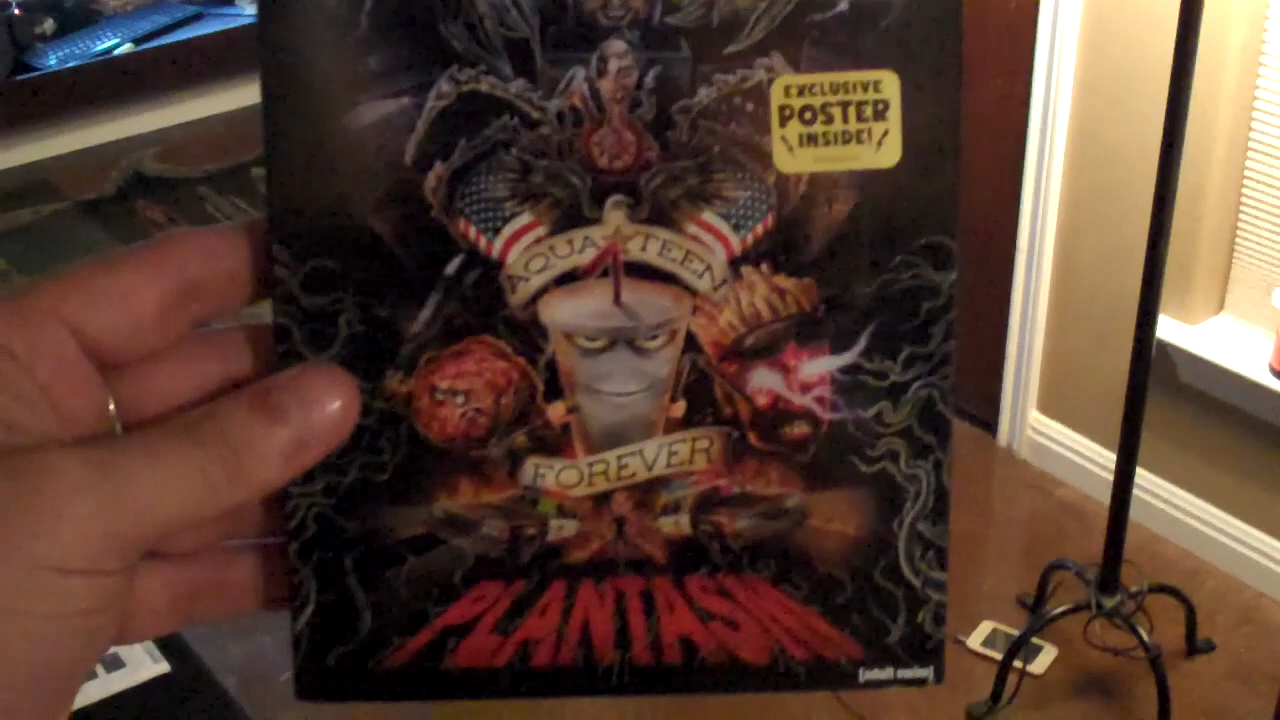 EXCLUSIVE
POSTER
INSIDE!
AQUA TEEN
FOREVER
PLANTASM
[adult swim]